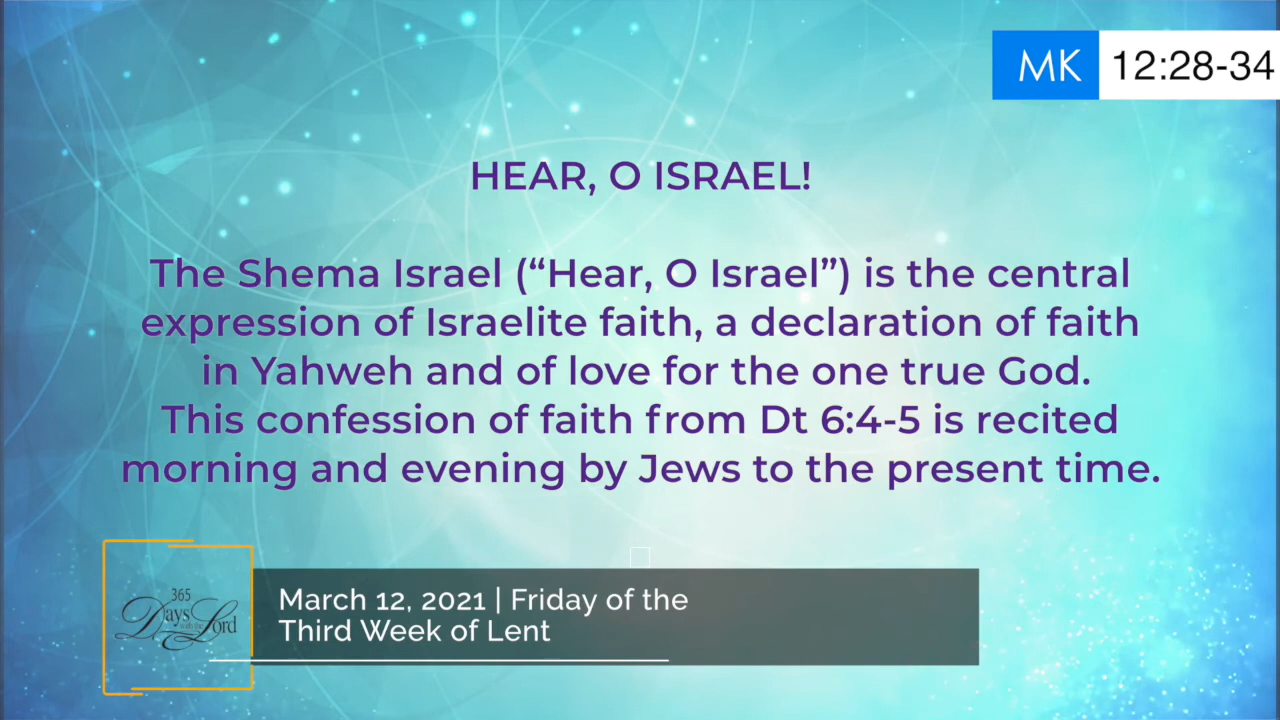 MK 12:28-34
HEAR, O ISRAEL!
The Shema Israel (“Hear, O Israel”) is the central
expression of Israelite faith, a declaration of faith
in Yahweh and of love for the one true God.
This confession of faith from Dt 6:4-5 is recited
morning and evening by Jews to the present time.
365
Days with the Lord
March 12, 2021 | Friday of the
Third Week of Lent